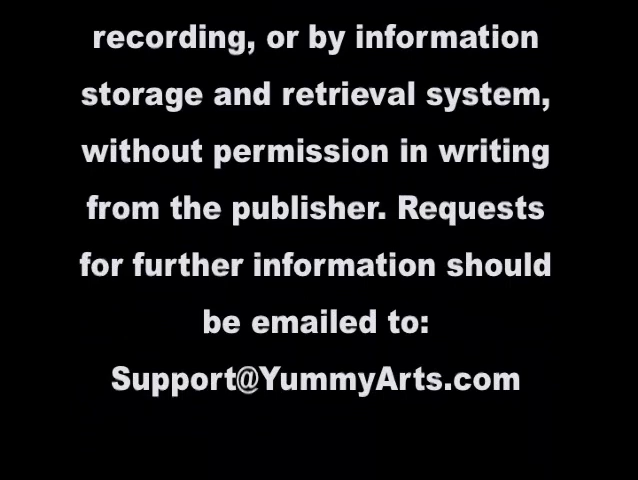 recording, or by information
storage and retrieval system,
without permission in writing
from the publisher. Requests
for further information should
be emailed to:
Support@YummyArts.com